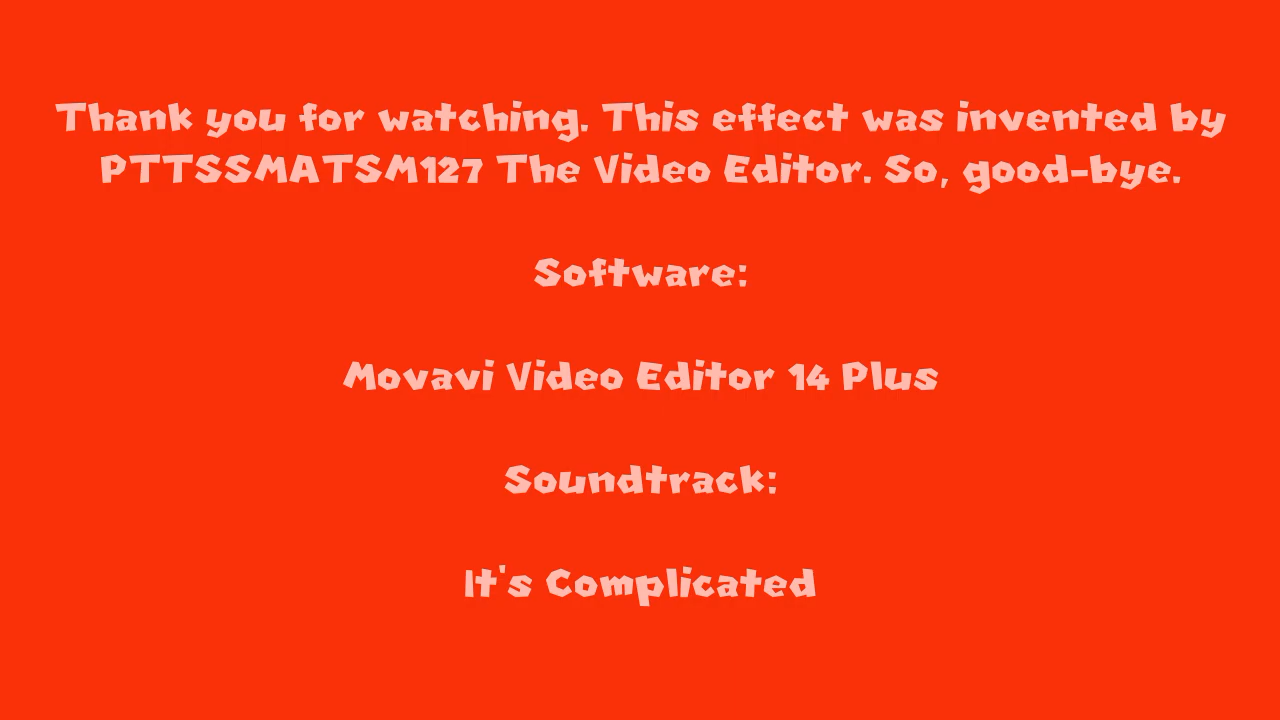 Thank you for watching. This effect was invented by
PTTSSMATSM127 The Video Editor. So, good-bye.
Software:
Movavi Video Editor 14 Plus
Soundtrack:
It's Complicated